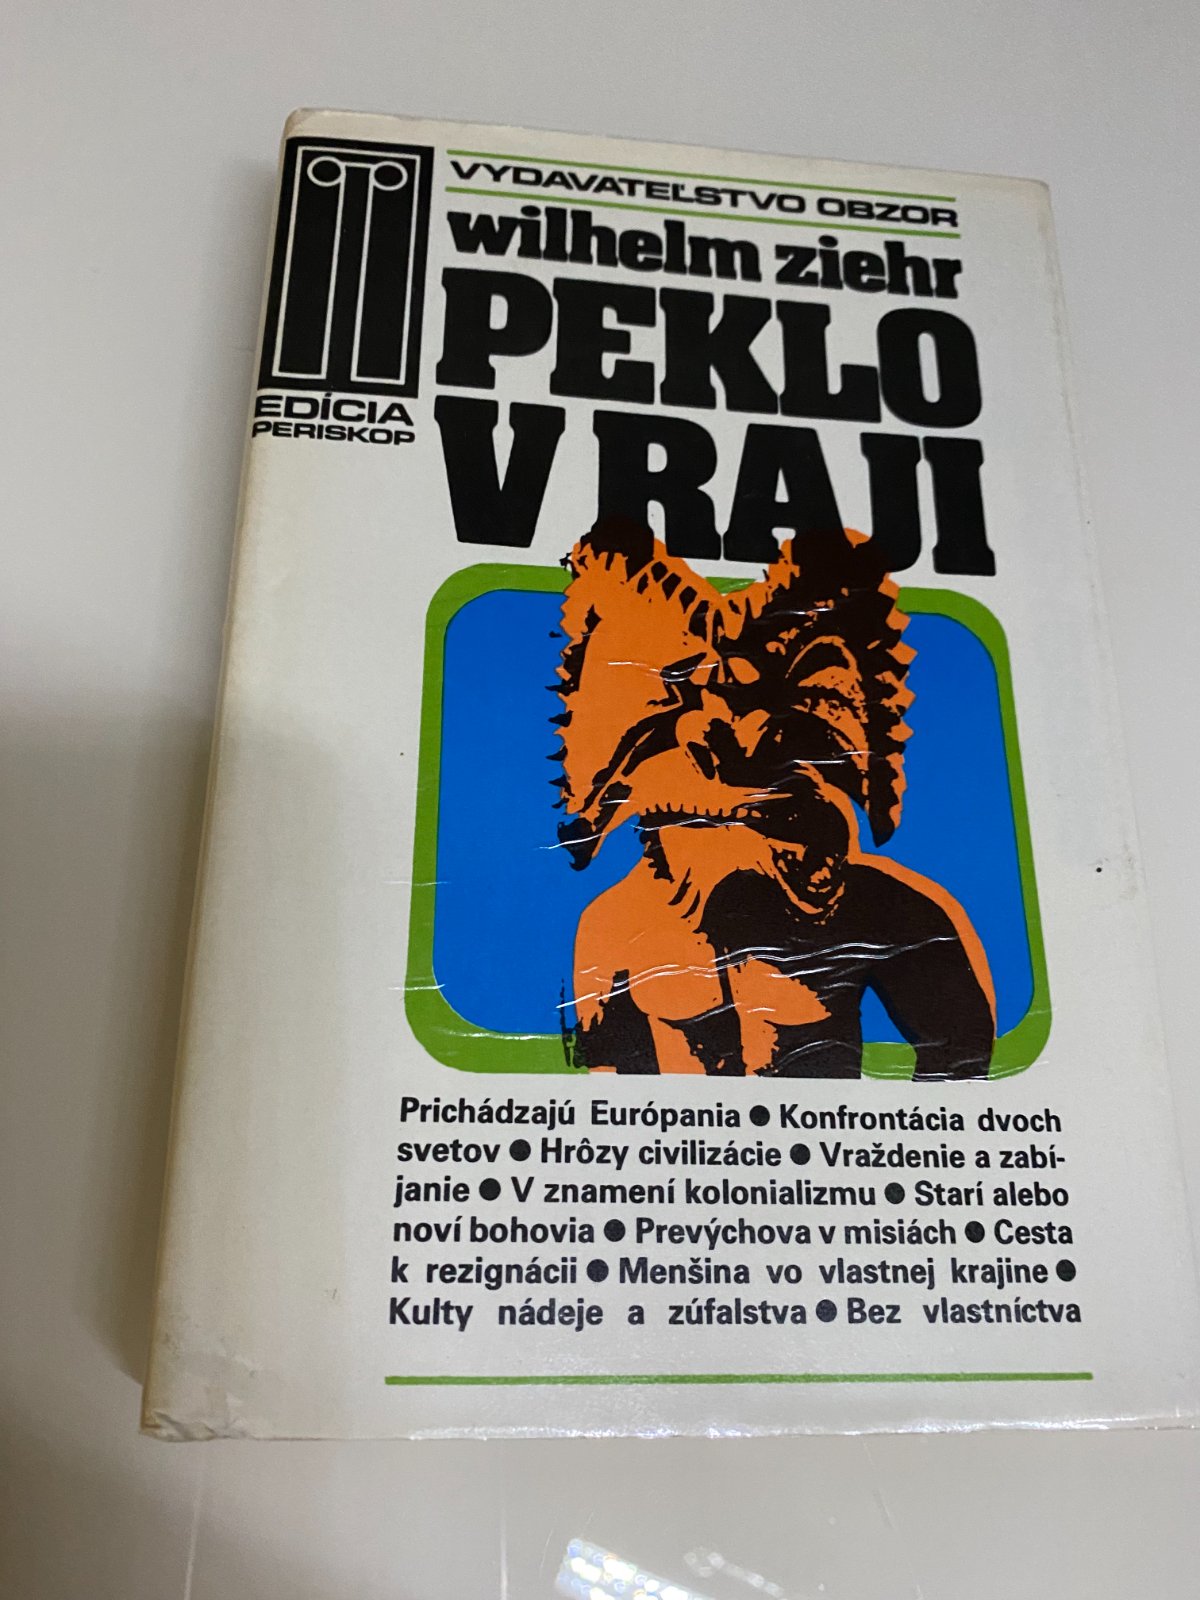 VYDAVATEĽSTVO OBZOR
wilhelm ziehr
PEKLO
V RAJI
EDÍCIA
PERISKOP
Prichádzajú Európania ● Konfrontácia dvoch
svetov ● Hrôzy civilizácie ● Vraždenie a zabí-
janie ● V znamení kolonializmu ● Starí alebo
noví bohovia ● Prevýchova v misiách ● Cesta
k rezignácii ● Menšina vo vlastnej krajine ●
Kulty nádeje a zúfalstva ● Bez vlastníctva